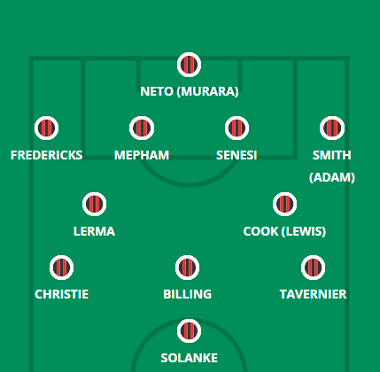 NETO (MURARA)
FREDERICKS MEPHAM SENESI SMITH
(ADAM)
LERMA COOK (LEWIS)
CHRISTIE BILLING TAVERNIER
SOLANKE